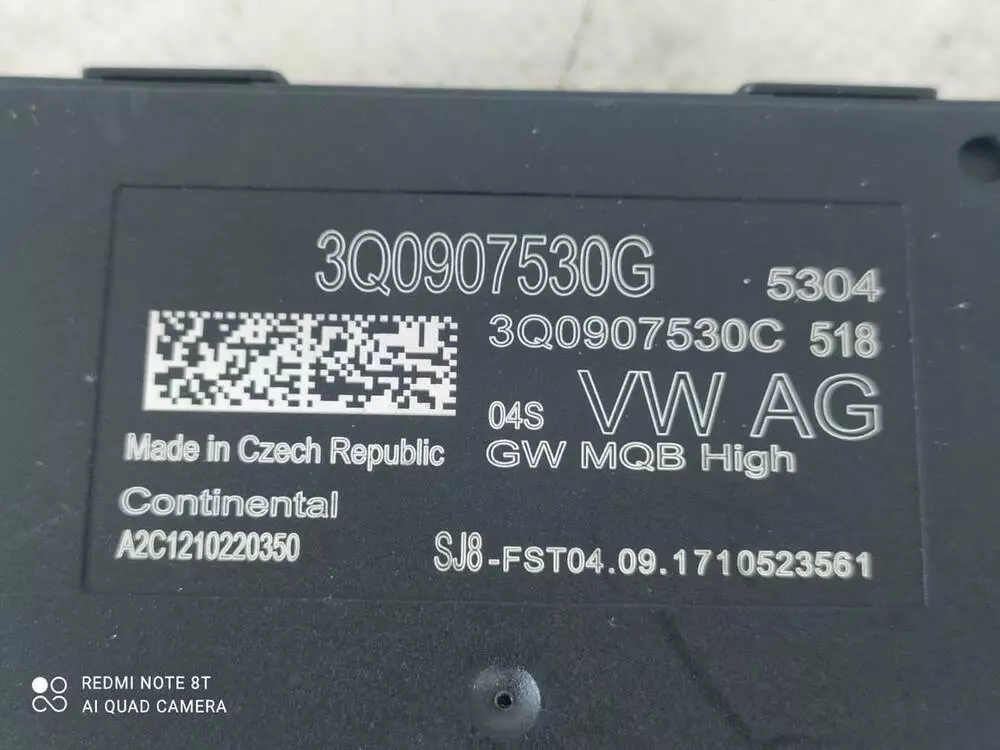 3Q0907530G
5304
3Q0907530C 518
04S VW AG
GW MQB High
Made in Czech Republic
Continental
A2C1210220350
SJ8-FST04.09.1710523561
REDMI NOTE 8T
AI QUAD CAMERA